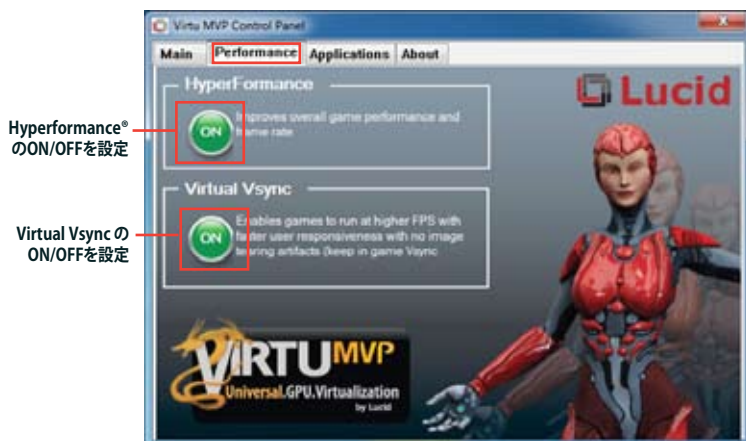 Virtu MVP Control Panel
Main Performance Applications About
HyperFormance
ON
Improves overall game performance and
frame rate
Hyperformance®
のON/OFFを設定
Virtual Vsync
ON
Enables games to run at higher FPS with
faster user responsiveness with no image
tearing artifacts (keep in game Vsync
Virtual Vsync の
ON/OFFを設定
Lucid
VIRTU MVP
Universal.GPU.Virtualization
by Lucid